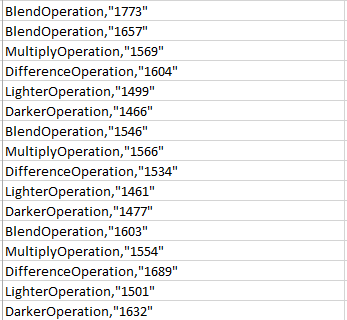 BlendOperation,"1773"
BlendOperation,"1657"
MultiplyOperation,"1569"
DifferenceOperation,"1604"
LighterOperation,"1499"
DarkerOperation,"1466"
BlendOperation,"1546"
MultiplyOperation,"1566"
DifferenceOperation,"1534"
LighterOperation,"1461"
DarkerOperation,"1477"
BlendOperation,"1603"
MultiplyOperation,"1554"
DifferenceOperation,"1689"
LighterOperation,"1501"
DarkerOperation,"1632"